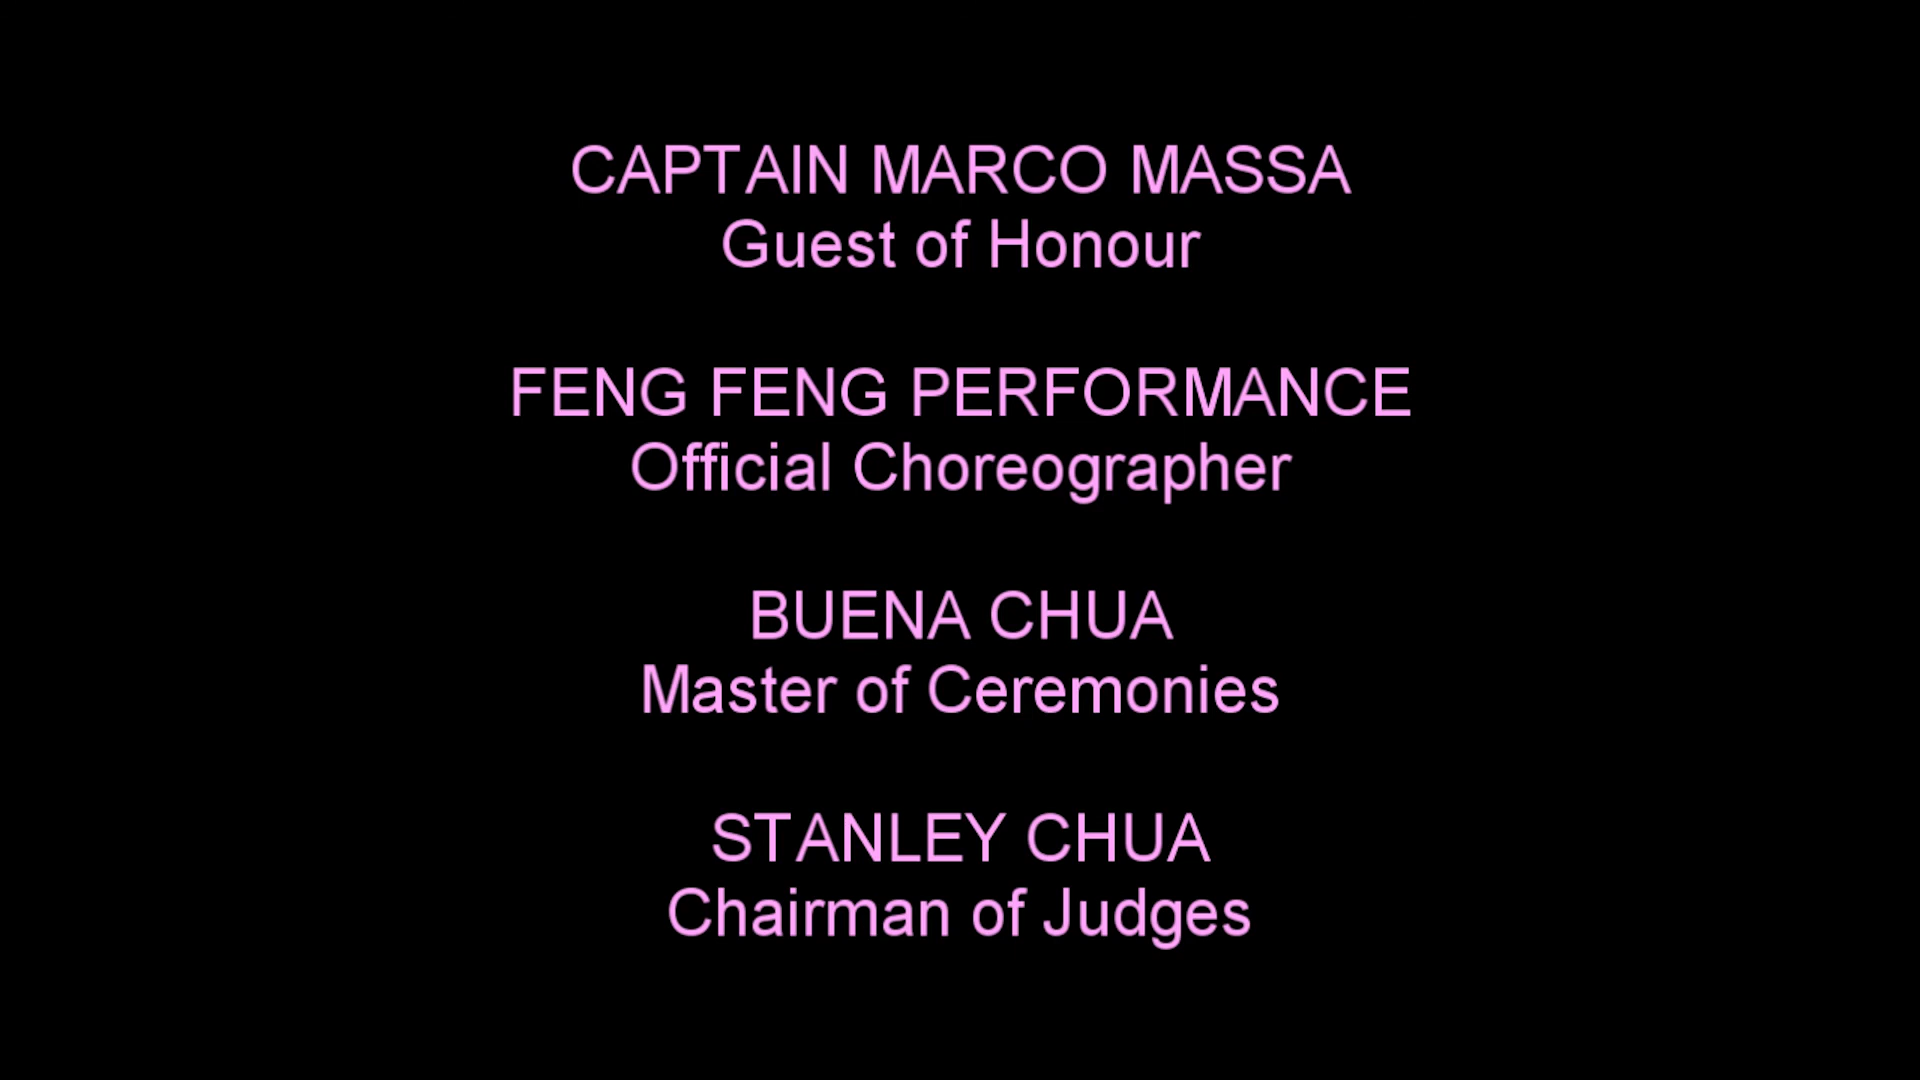 CAPTAIN MARCO MASSA
Guest of Honour
FENG FENG PERFORMANCE
Official Choreographer
BUENA CHUA
Master of Ceremonies
STANLEY CHUA
Chairman of Judges